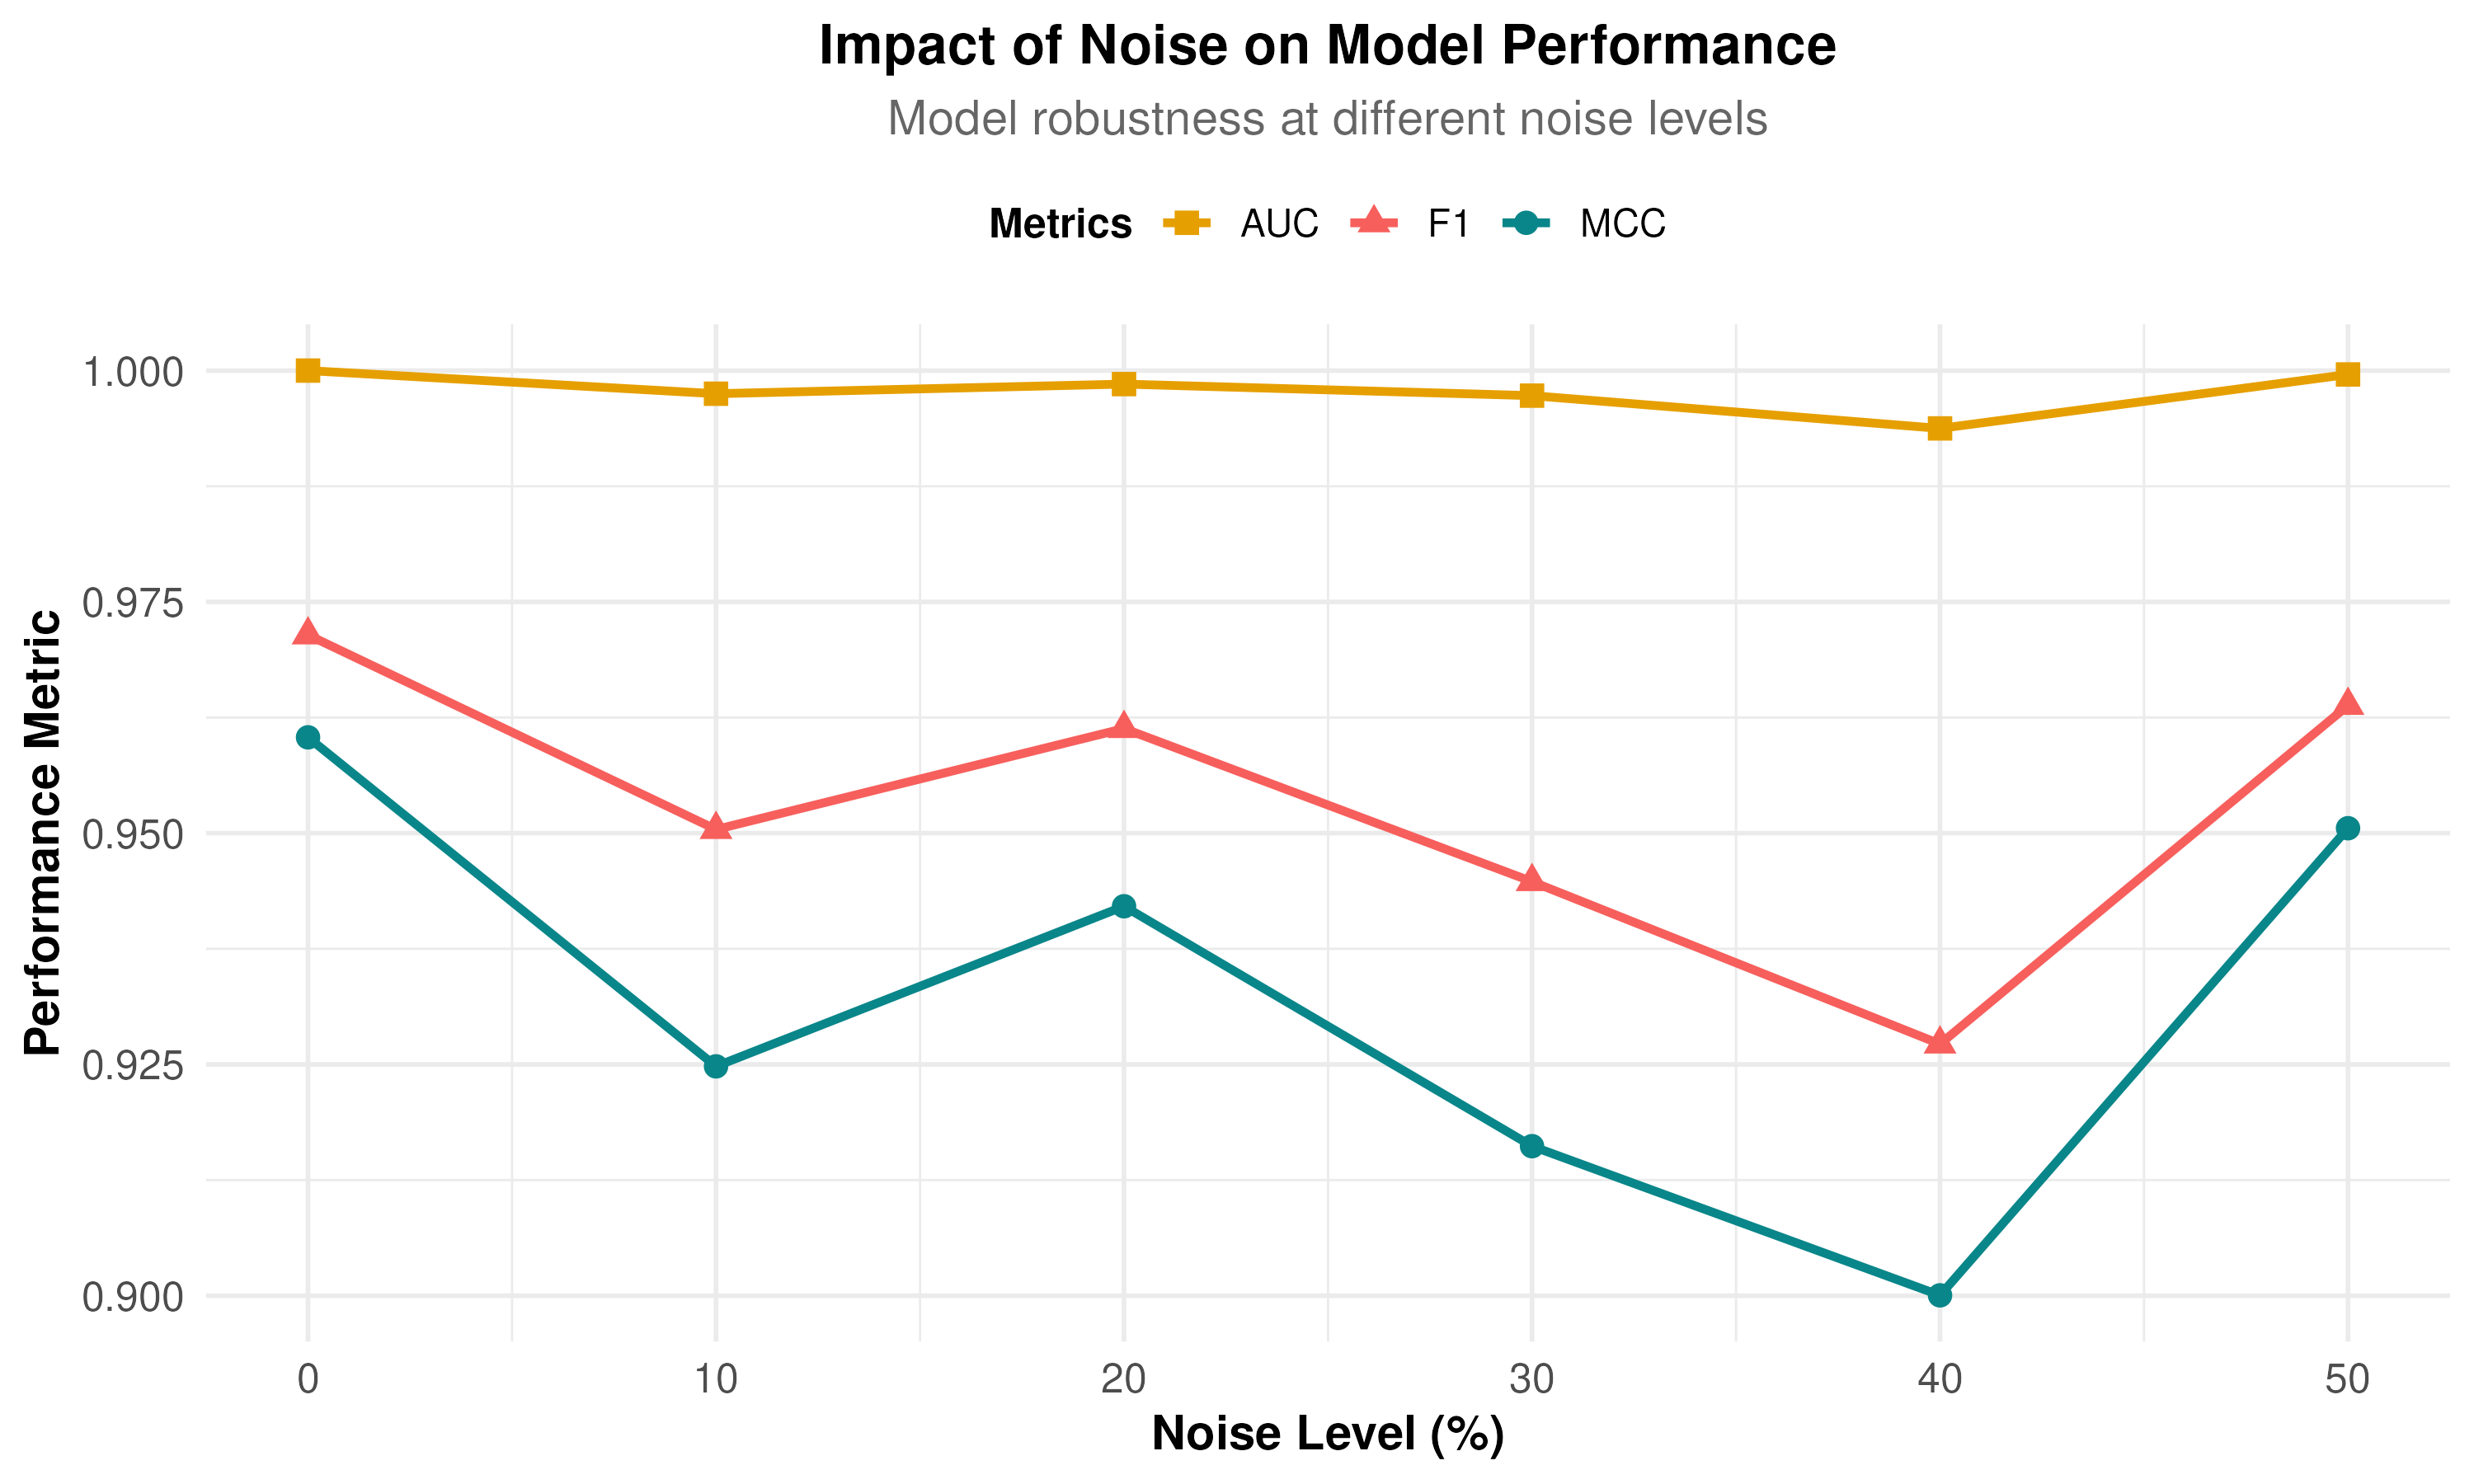 Impact of Noise on Model Performance
Model robustness at different noise levels
Metrics AUC F1 MCC
1.000
0.975
0.950
0.925
0.900
Performance Metric
0 10 20 30 40 50
Noise Level (%)